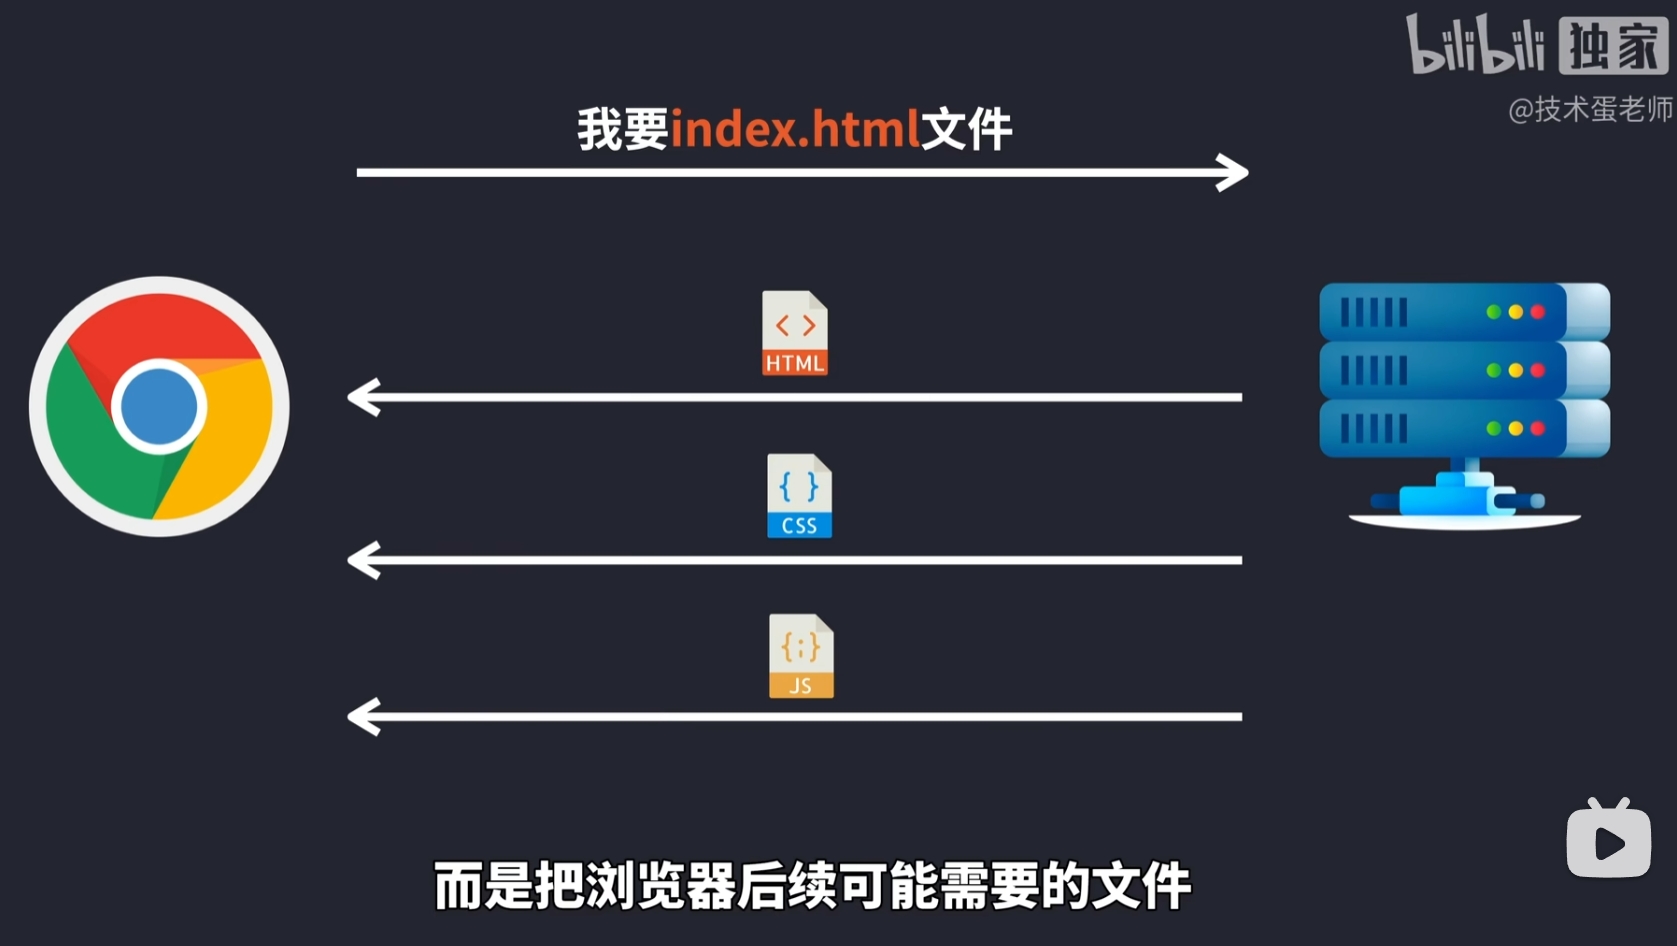 bilibili 独家
@技术蛋老师
我要index.html文件
< >
HTML
{ }
CSS
{;}
JS
而是把浏览器后续可能需要的文件